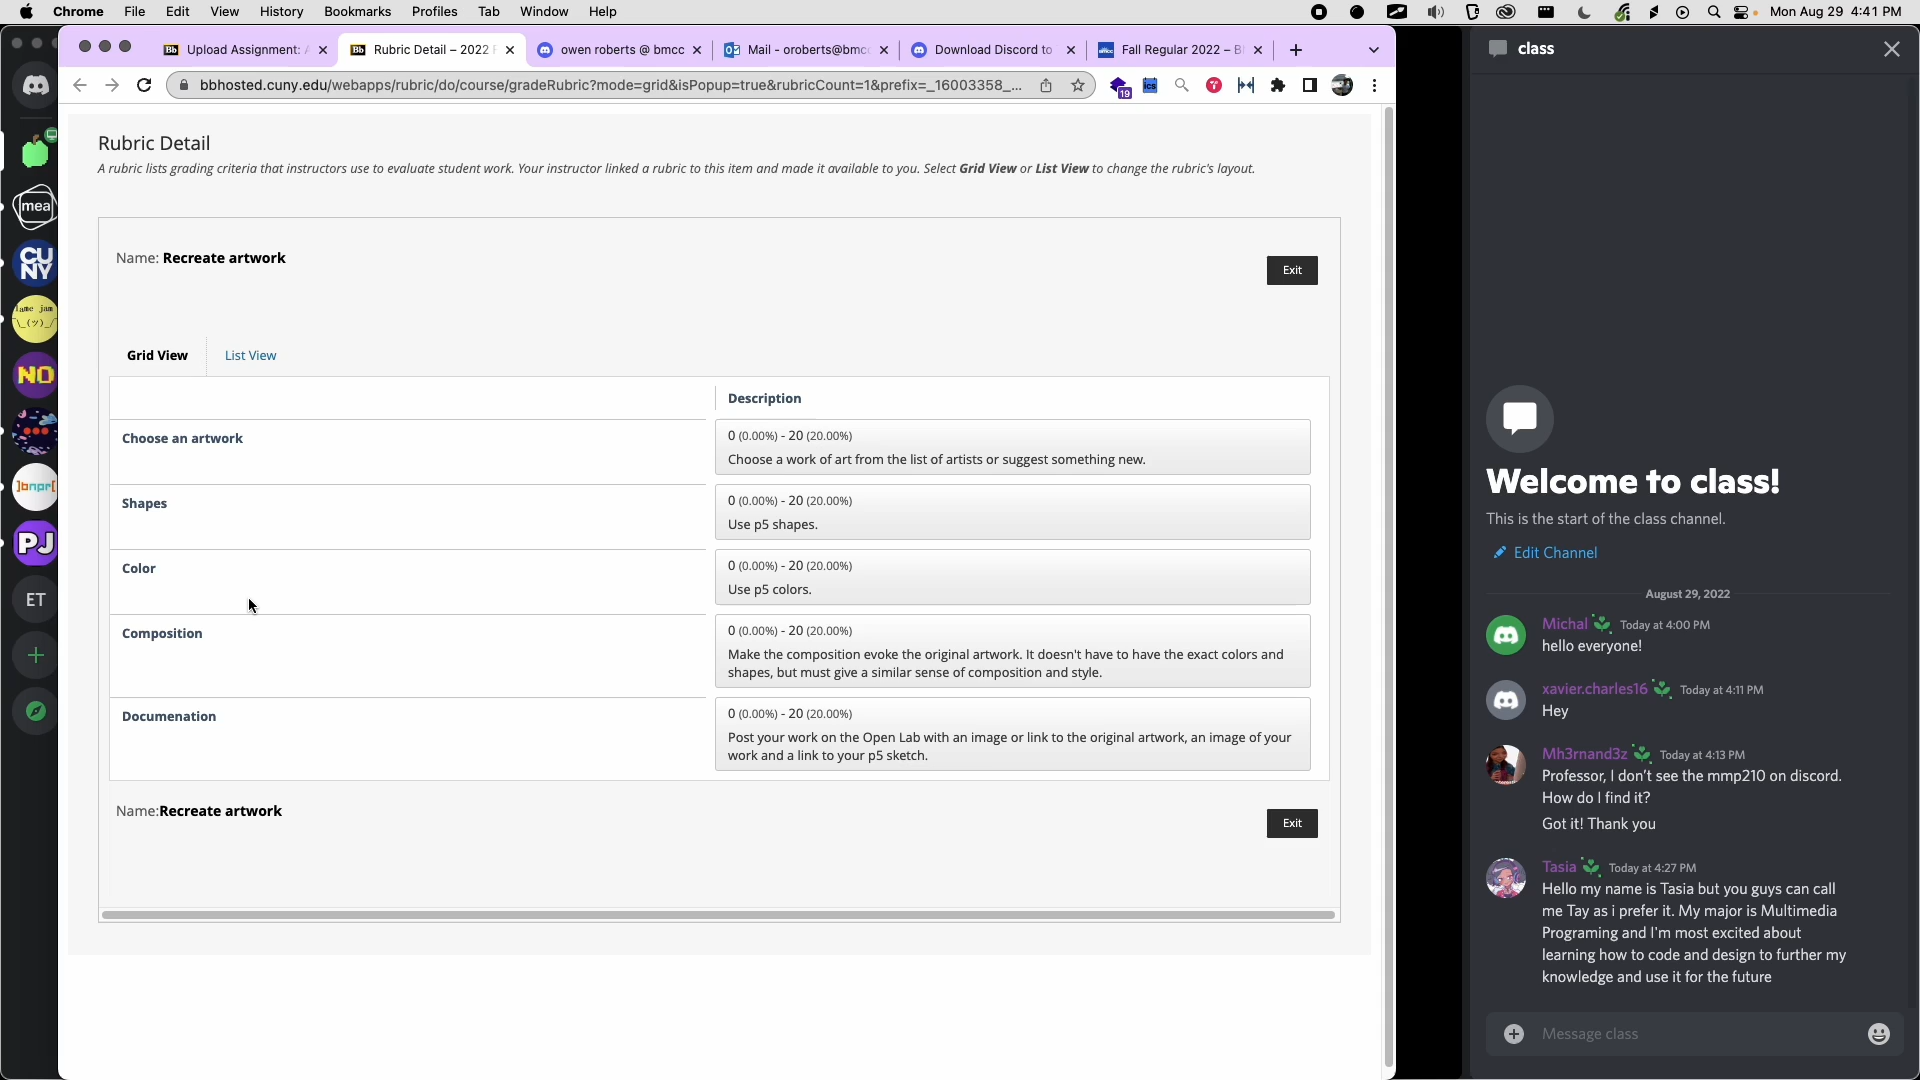 Chrome File Edit View History Bookmarks Profiles Tab Window Help
Mon Aug 29 4:41 PM
Bb Upload Assignment:
Bb Rubric Detail – 2022 F
owen roberts @ bmcc
Mail - oroberts@bmcc
Download Discord to
bmcc Fall Regular 2022 – B
bbhosted.cuny.edu/webapps/rubric/do/course/gradeRubric?mode=grid&isPopup=true&rubricCount=1&prefix=_16003358_...
ics
19
mea
CU
NY
lame jam
¯\_(ツ)_/
NO
]bnpr[
PJ
ET
Rubric Detail
A rubric lists grading criteria that instructors use to evaluate student work. Your instructor linked a rubric to this item and made it available to you. Select Grid View or List View to change the rubric's layout.
Name: Recreate artwork
Exit
Grid View
List View
Description
Choose an artwork
0 (0.00%) - 20 (20.00%)
Choose a work of art from the list of artists or suggest something new.
Shapes
0 (0.00%) - 20 (20.00%)
Use p5 shapes.
Color
0 (0.00%) - 20 (20.00%)
Use p5 colors.
Composition
0 (0.00%) - 20 (20.00%)
Make the composition evoke the original artwork. It doesn't have to have the exact colors and
shapes, but must give a similar sense of composition and style.
Documenation
0 (0.00%) - 20 (20.00%)
Post your work on the Open Lab with an image or link to the original artwork, an image of your
work and a link to your p5 sketch.
Name:Recreate artwork
Exit
class
Welcome to class!
This is the start of the class channel.
Edit Channel
August 29, 2022
Michal Today at 4:00 PM
hello everyone!
xavier.charles16 Today at 4:11 PM
Hey
Mh3rnand3z Today at 4:13 PM
Professor, I don't see the mmp210 on discord.
How do I find it?
Got it! Thank you
Tasia Today at 4:27 PM
Hello my name is Tasia but you guys can call
me Tay as i prefer it. My major is Multimedia
Programing and I'm most excited about
learning how to code and design to further my
knowledge and use it for the future
Message class